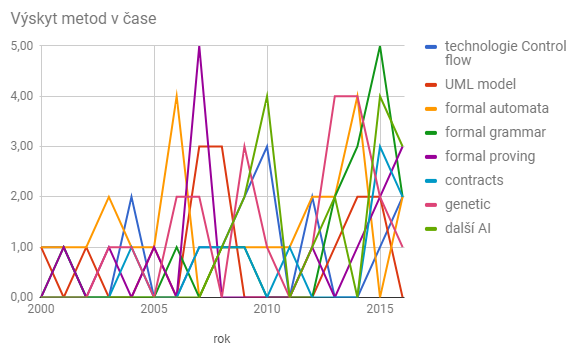 Výskyt metod v čase
5,00
4,00
3,00
2,00
1,00
0,00
2000
2005
2010
2015
rok
technologie Control
flow
UML model
formal automata
formal grammar
formal proving
contracts
genetic
další AI